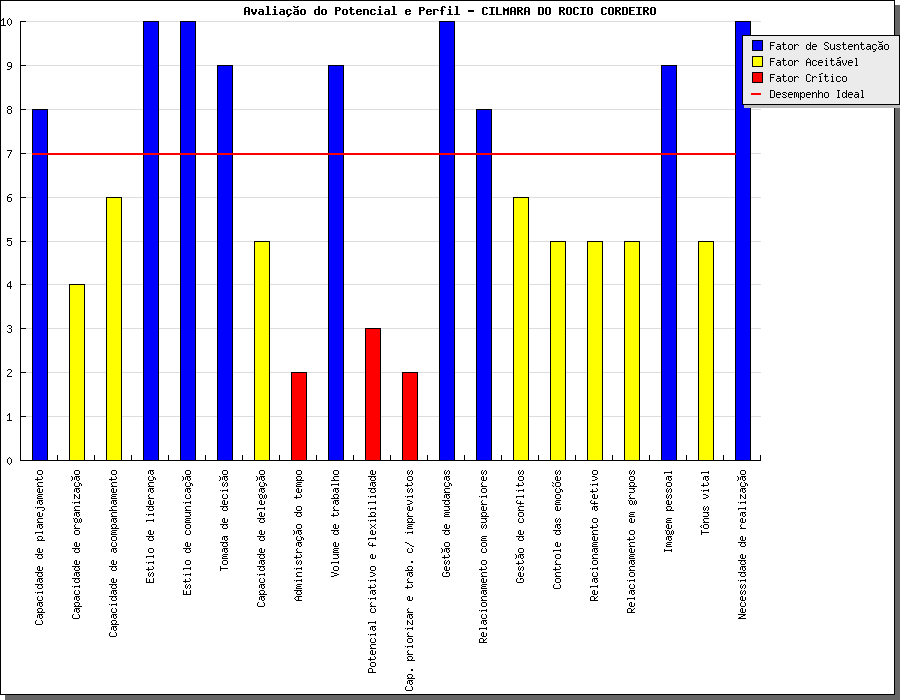 Avaliação do Potencial e Perfil - CILMARA DO ROCIO CORDEIRO
Fator de Sustentação
Fator Aceitável
Fator Crítico
Desempenho Ideal
10
9
8
7
6
5
4
3
2
1
0
Capacidade de planejamento
Capacidade de organização
Capacidade de acompanhamento
Estilo de liderança
Estilo de comunicação
Tomada de decisão
Capacidade de delegação
Administração do tempo
Volume de trabalho
Potencial criativo e flexibilidade
Cap. priorizar e trab. c/ imprevistos
Gestão de mudanças
Relacionamento com superiores
Gestão de conflitos
Controle das emoções
Relacionamento afetivo
Relacionamento em grupos
Imagem pessoal
Tônus vital
Necessidade de realização